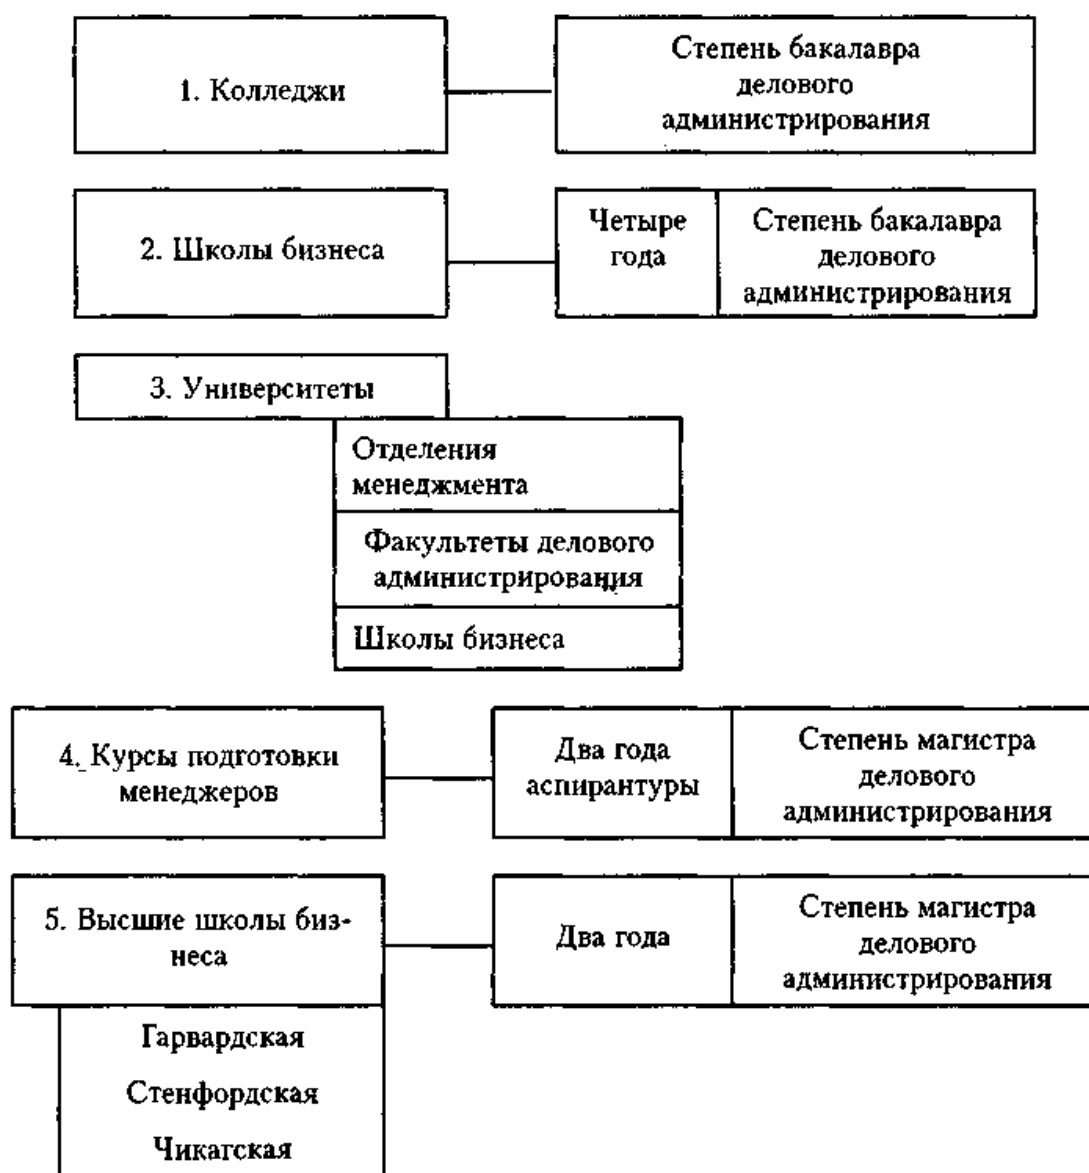 1. Колледжи
Степень бакалавра
делового
администрирования
2. Школы бизнеса
Четыре
года
Степень бакалавра
делового
администрирования
3. Университеты
Отделения
менеджмента
Факультеты делового
администрирования
Школы бизнеса
4. Курсы подготовки
менеджеров
Два года
аспирантуры
Степень магистра
делового
администрирования
5. Высшие школы биз-
неса
Два года
Степень магистра
делового
администрирования
Гарвардская
Стенфордская
Чикагская